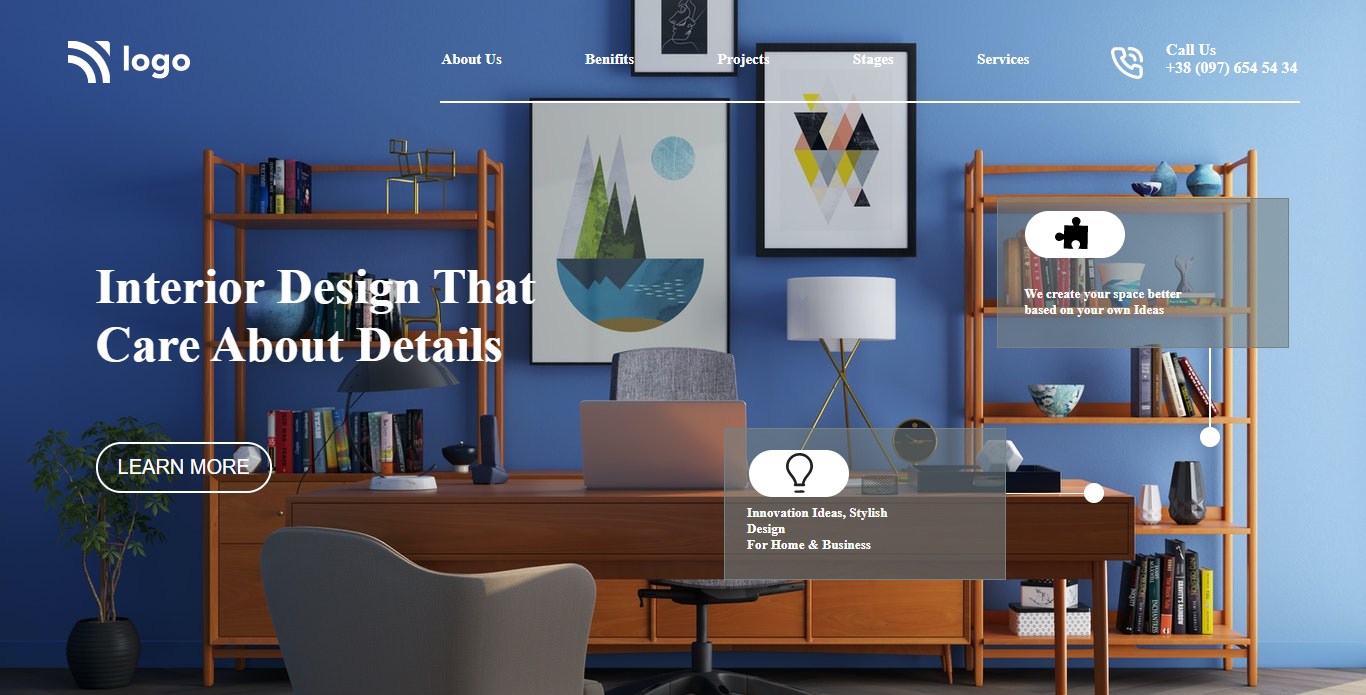 logo
About Us
Benifits
Projects
Stages
Services
Call Us
+38 (097) 654 54 34
We create your space better
based on your own Ideas
Interior Design That
Care About Details
LEARN MORE
Innovation Ideas, Stylish
Design
For Home & Business